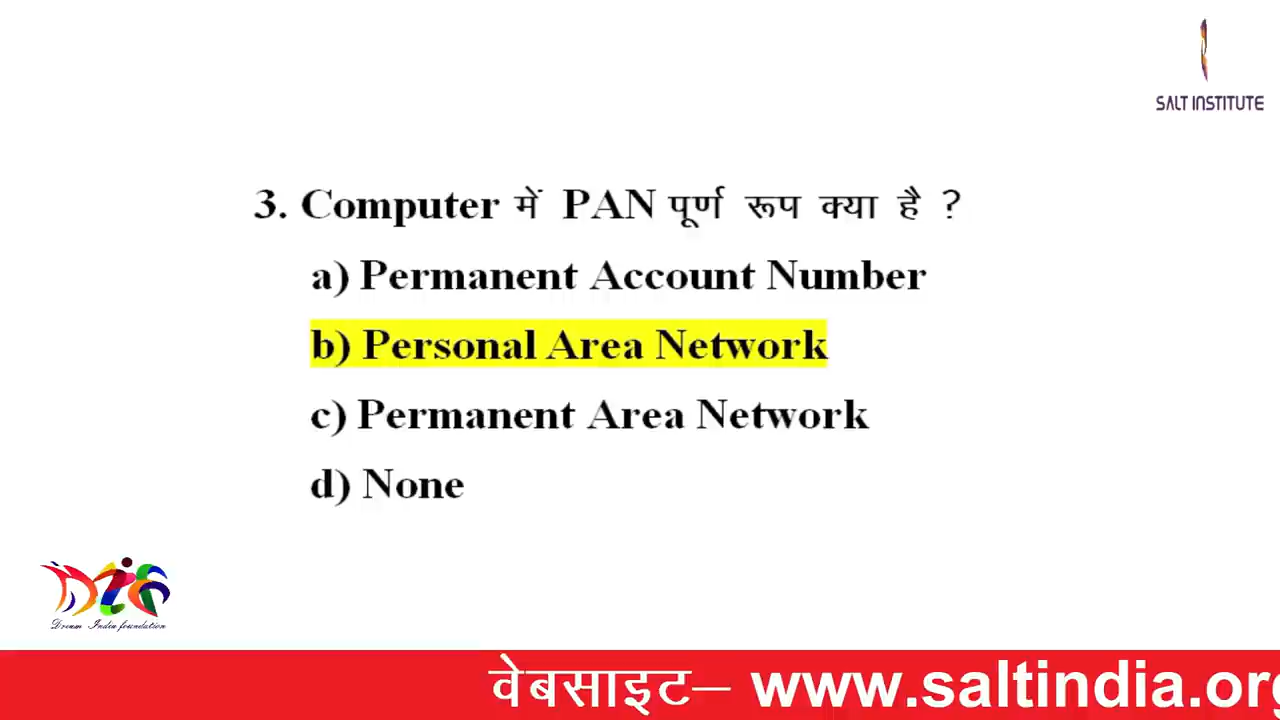 SALT INSTITUTE
3. Computer में PAN पूर्ण रूप क्या है ?
a) Permanent Account Number
b) Personal Area Network
c) Permanent Area Network
d) None
Dream India foundation
वेबसाइट– www.saltindia.org